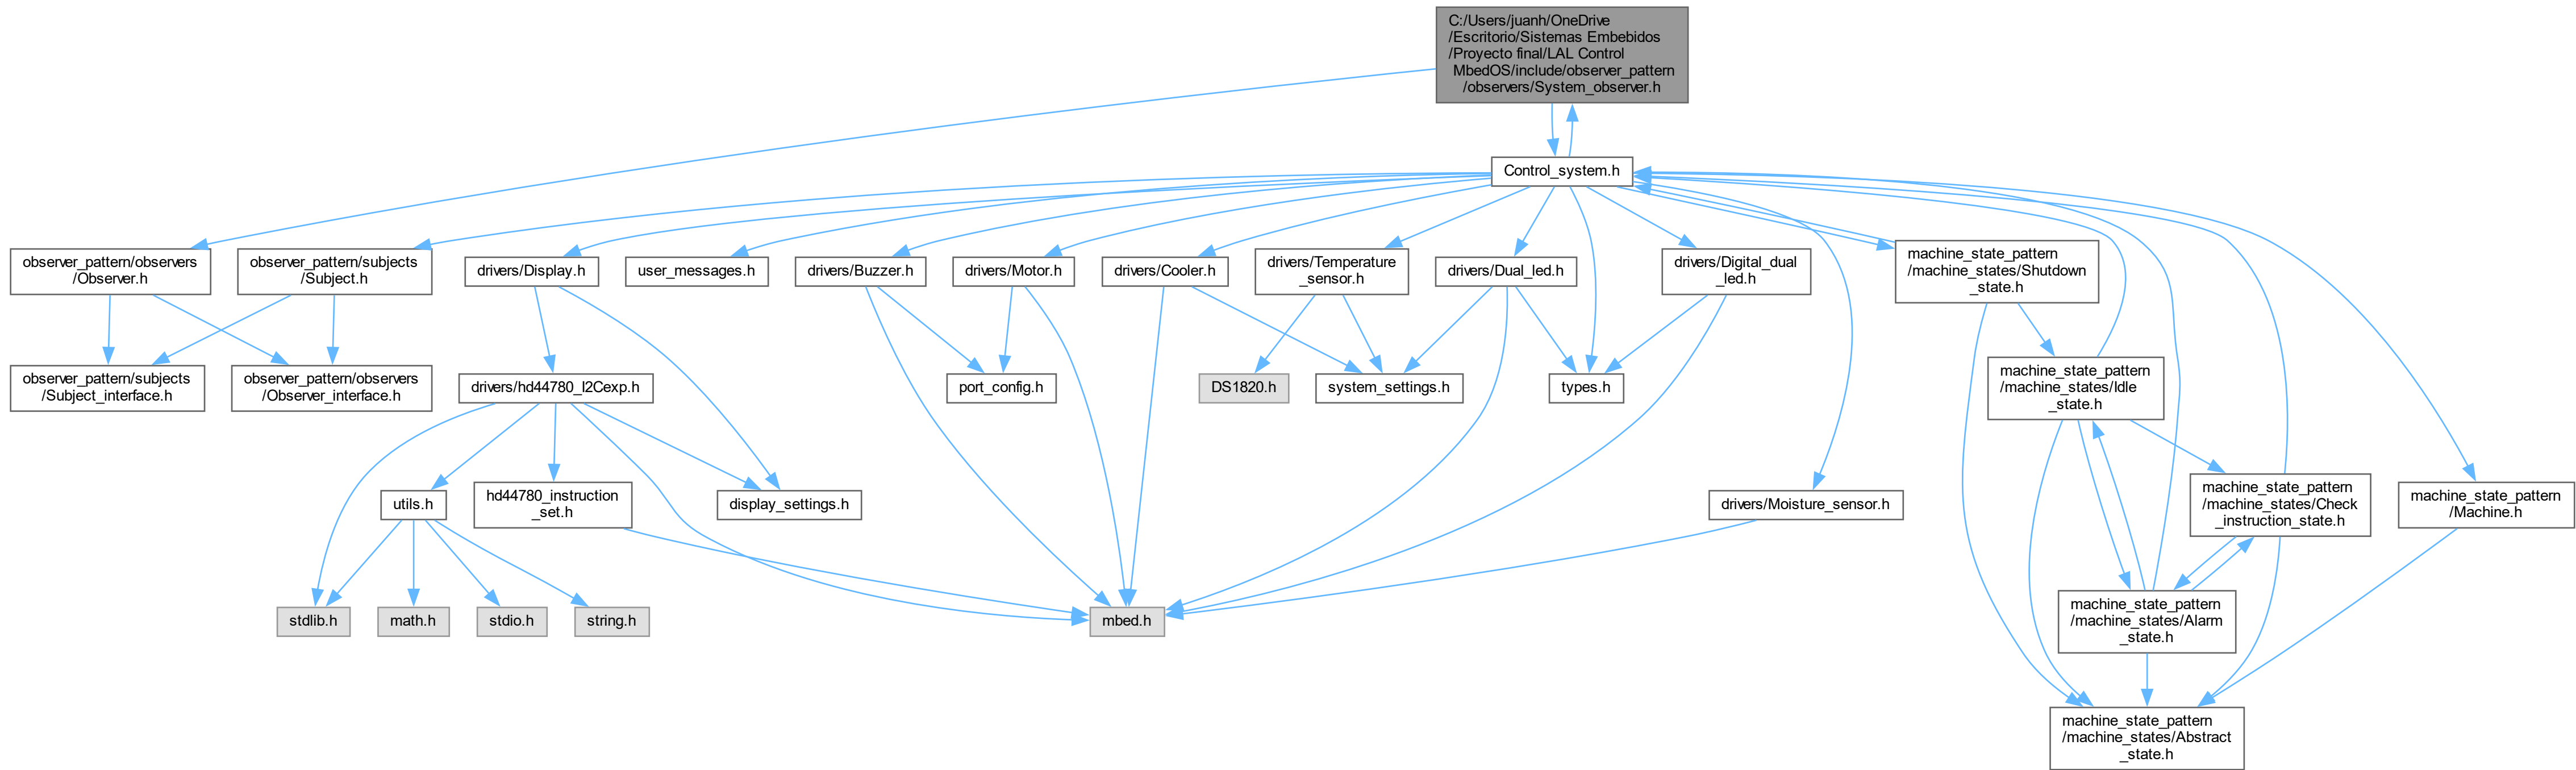 C:/Users/juanh/OneDrive
/Escritorio/Sistemas Embebidos
/Proyecto final/LAL Control
MbedOS/include/observer_pattern
/observers/System_observer.h
Control_system.h
observer_pattern/observers
/Observer.h
observer_pattern/subjects
/Subject.h
drivers/Display.h
user_messages.h
drivers/Buzzer.h
drivers/Motor.h
drivers/Cooler.h
drivers/Temperature
_sensor.h
drivers/Dual_led.h
drivers/Digital_dual
_led.h
machine_state_pattern
/machine_states/Shutdown
_state.h
observer_pattern/subjects
/Subject_interface.h
observer_pattern/observers
/Observer_interface.h
drivers/hd44780_I2Cexp.h
port_config.h
DS1820.h
system_settings.h
types.h
machine_state_pattern
/machine_states/Idle
_state.h
utils.h
hd44780_instruction
_set.h
display_settings.h
drivers/Moisture_sensor.h
machine_state_pattern
/machine_states/Check
_instruction_state.h
machine_state_pattern
/Machine.h
stdlib.h
math.h
stdio.h
string.h
mbed.h
machine_state_pattern
/machine_states/Alarm
_state.h
machine_state_pattern
/machine_states/Abstract
_state.h